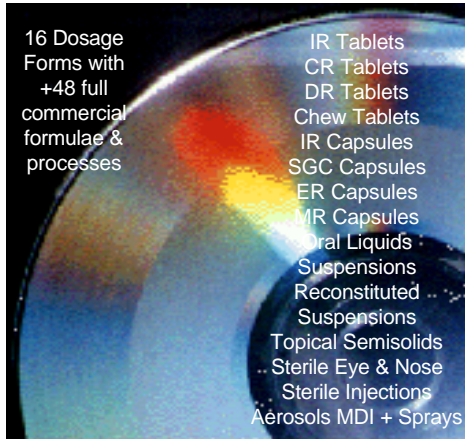 16 Dosage
Forms with
+48 full
commercial
formulae &
processes
IR Tablets
CR Tablets
DR Tablets
Chew Tablets
IR Capsules
SGC Capsules
ER Capsules
MR Capsules
Oral Liquids
Suspensions
Reconstituted
Suspensions
Topical Semisolids
Sterile Eye & Nose
Sterile Injections
Aerosols MDI + Sprays